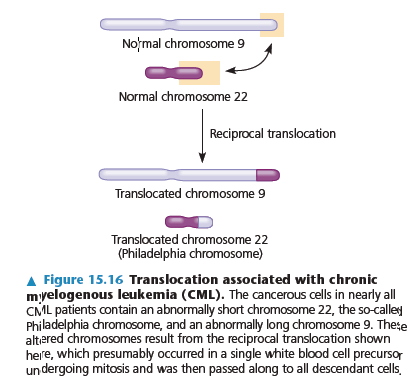 Normal chromosome 9
Normal chromosome 22
Reciprocal translocation
Translocated chromosome 9
Translocated chromosome 22
(Philadelphia chromosome)
▲ Figure 15.16 Translocation associated with chronic
myelogenous leukemia (CML). The cancerous cells in nearly all
CML patients contain an abnormally short chromosome 22, the so-called
Philadelphia chromosome, and an abnormally long chromosome 9. These
altered chromosomes result from the reciprocal translocation shown
here, which presumably occurred in a single white blood cell precursor
undergoing mitosis and was then passed along to all descendant cells.